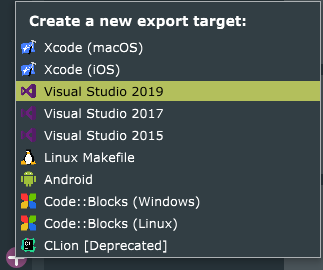 Create a new export target:
Xcode (macOS)
Xcode (iOS)
Visual Studio 2019
Visual Studio 2017
Visual Studio 2015
Linux Makefile
Android
Code::Blocks (Windows)
Code::Blocks (Linux)
CLion [Deprecated]